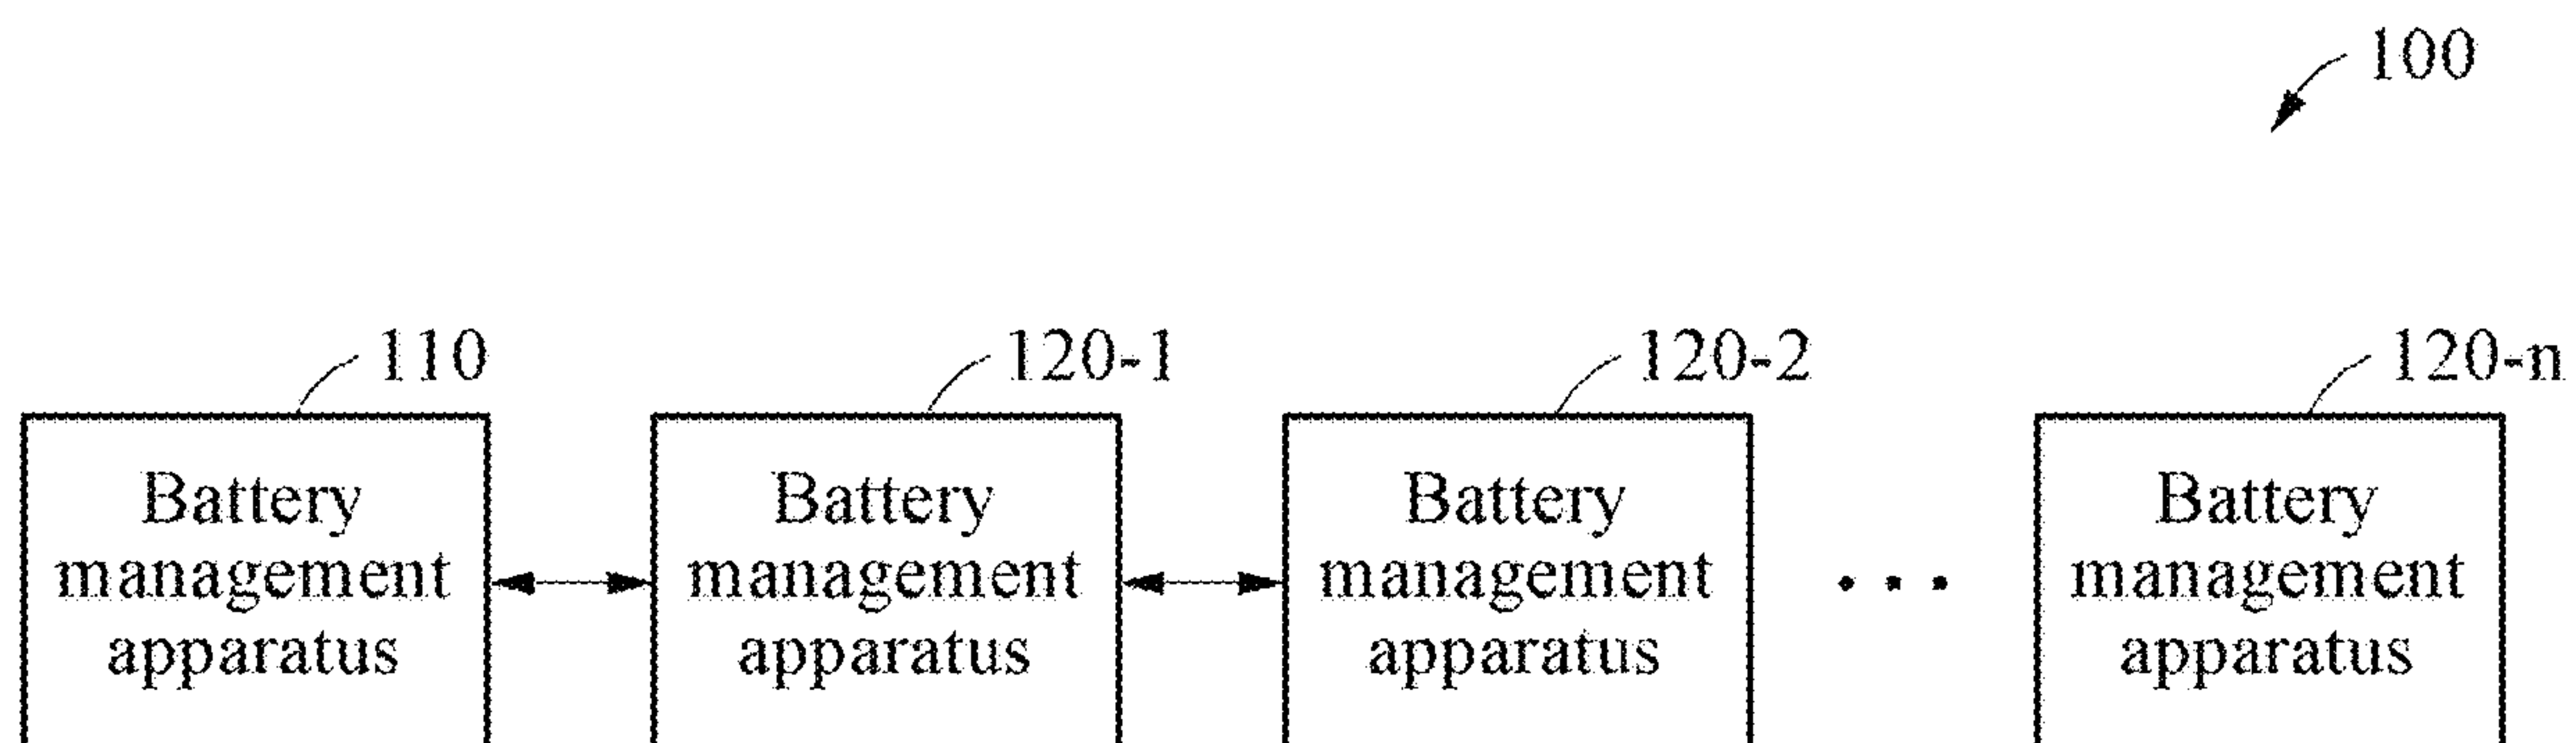 100
110
120-1
120-2
120-n
Battery
management
apparatus
Battery
management
apparatus
Battery
management
apparatus
. . .
Battery
management
apparatus